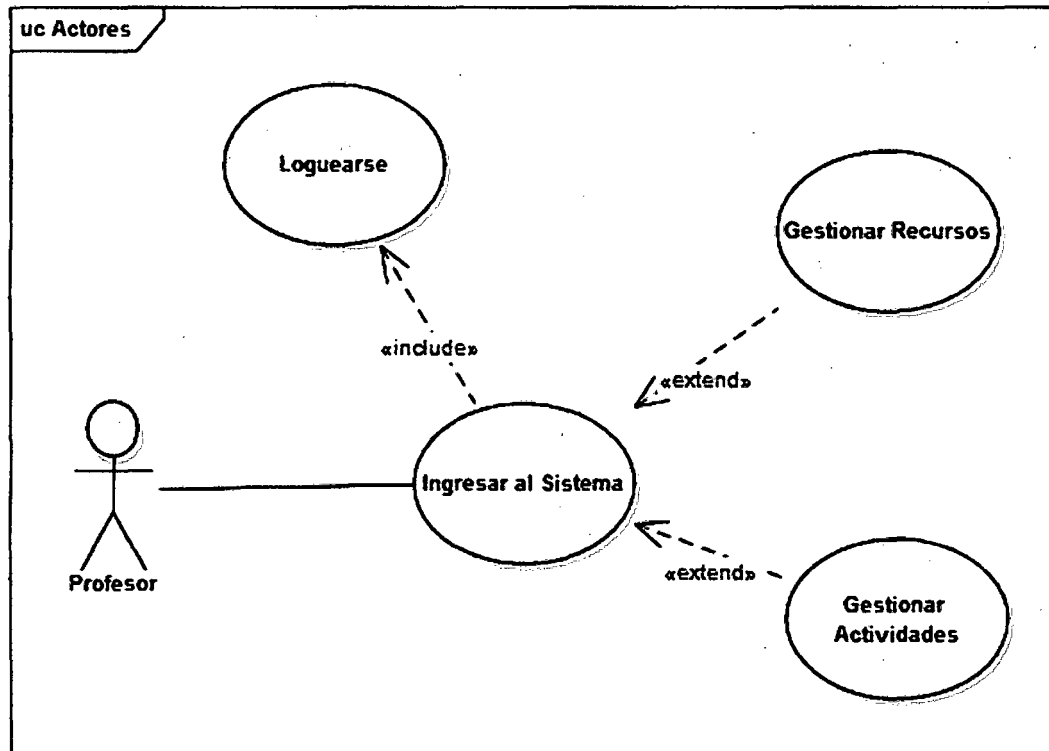 uc Actores
Loguearse
Gestionar Recursos
«include»
«extend»
Ingresar al Sistema
«extend»
Profesor
Gestionar
Actividades